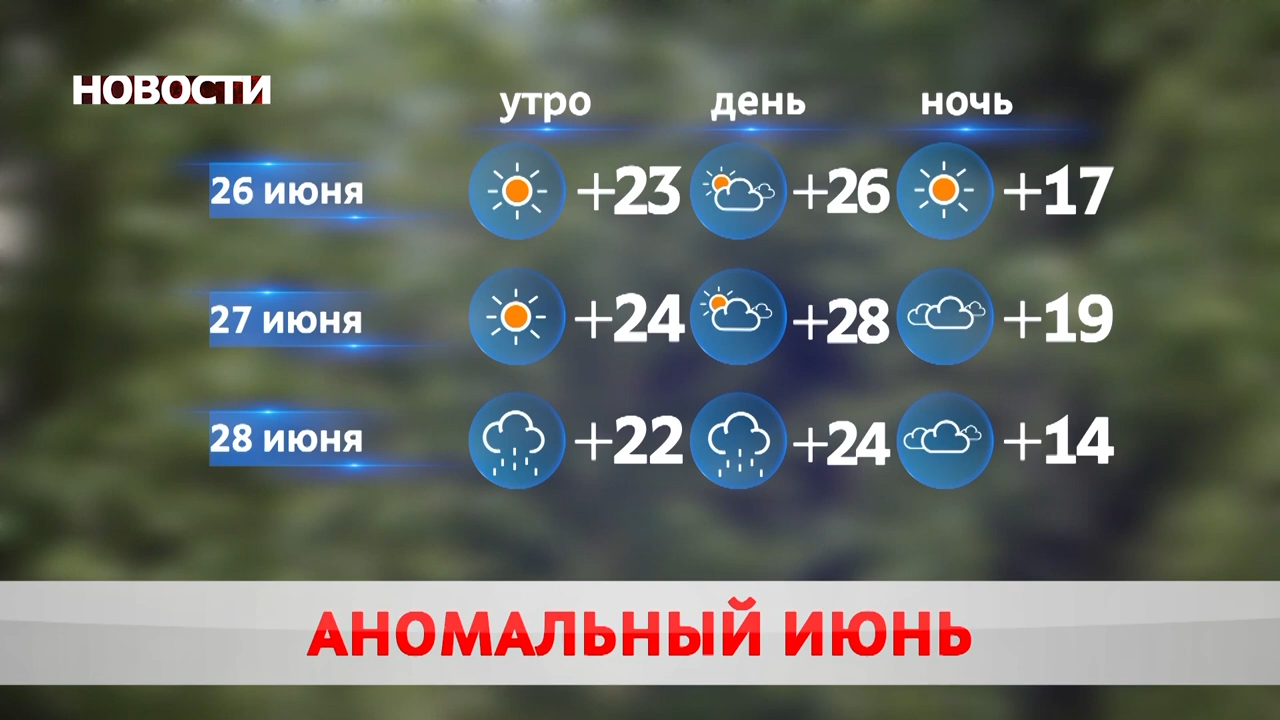 НОВОСТИ
утро день ночь
26 июня +23 +26 +17
27 июня +24 +28 +19
28 июня +22 +24 +14
АНОМАЛЬНЫЙ ИЮНЬ